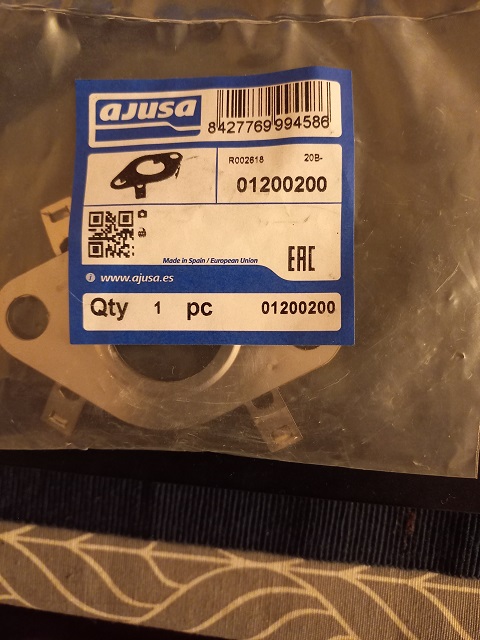 ajusa
8427769994586
R002618 20B-
01200200
Made in Spain / European Union
EAC
www.ajusa.es
Qty 1 pc 01200200